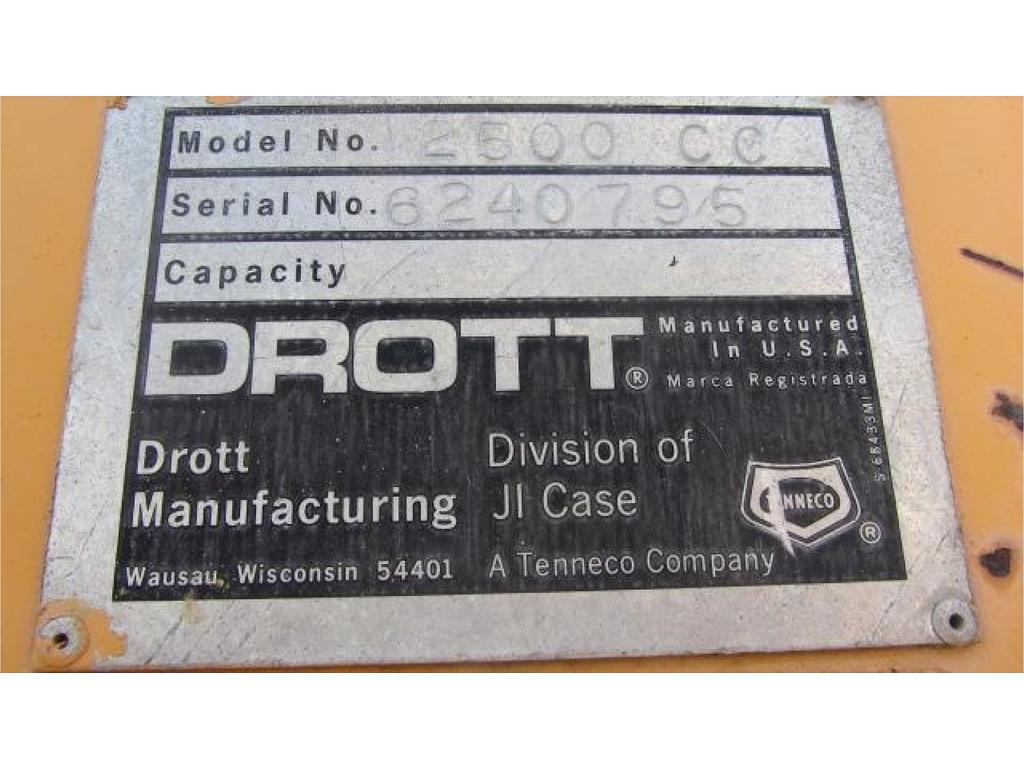 Model No. 2500 CC
Serial No. 6240795
Capacity
DROTT®
Manufactured
In U.S.A.
Marca Registrada
S 68433M1
Drott
Manufacturing
Wausau, Wisconsin 54401
Division of
JI Case
A Tenneco Company
TENNECO
®